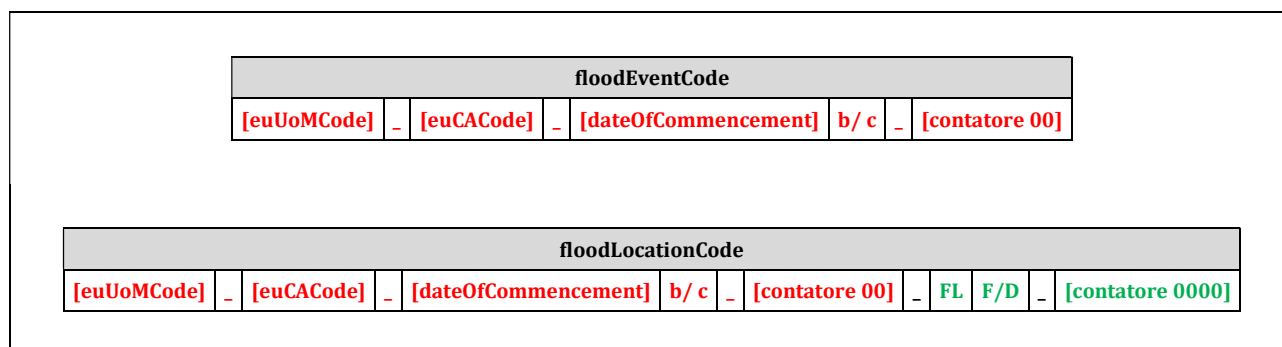 floodEventCode
[euUoMCode] _ [euCACode] _ [dateOfCommencement] b/ c _ [contatore 00]
floodLocationCode
[euUoMCode] _ [euCACode] _ [dateOfCommencement] b/ c _ [contatore 00] _ FL F/D _ [contatore 0000]